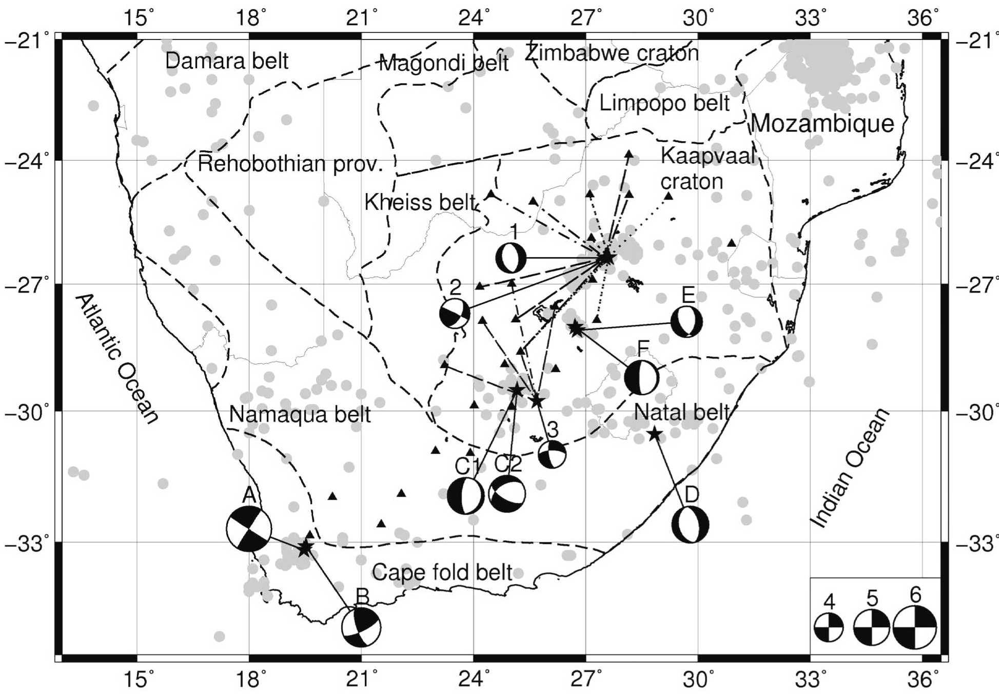 15° 18° 21° 24° 27° 30° 33° 36°
−21° −21°
Damara belt Magondi belt Zimbabwe craton
Limpopo belt
Mozambique
−24° Rehobothian prov. Kaapvaal −24°
craton
Kheiss belt
1
−27° 2 E −27°
Atlantic Ocean
F
−30° Namaqua belt Natal belt −30°
3
Indian Ocean
C1 C2
A D
−33° −33°
Cape fold belt
B 4 5 6
15° 18° 21° 24° 27° 30° 33° 36°